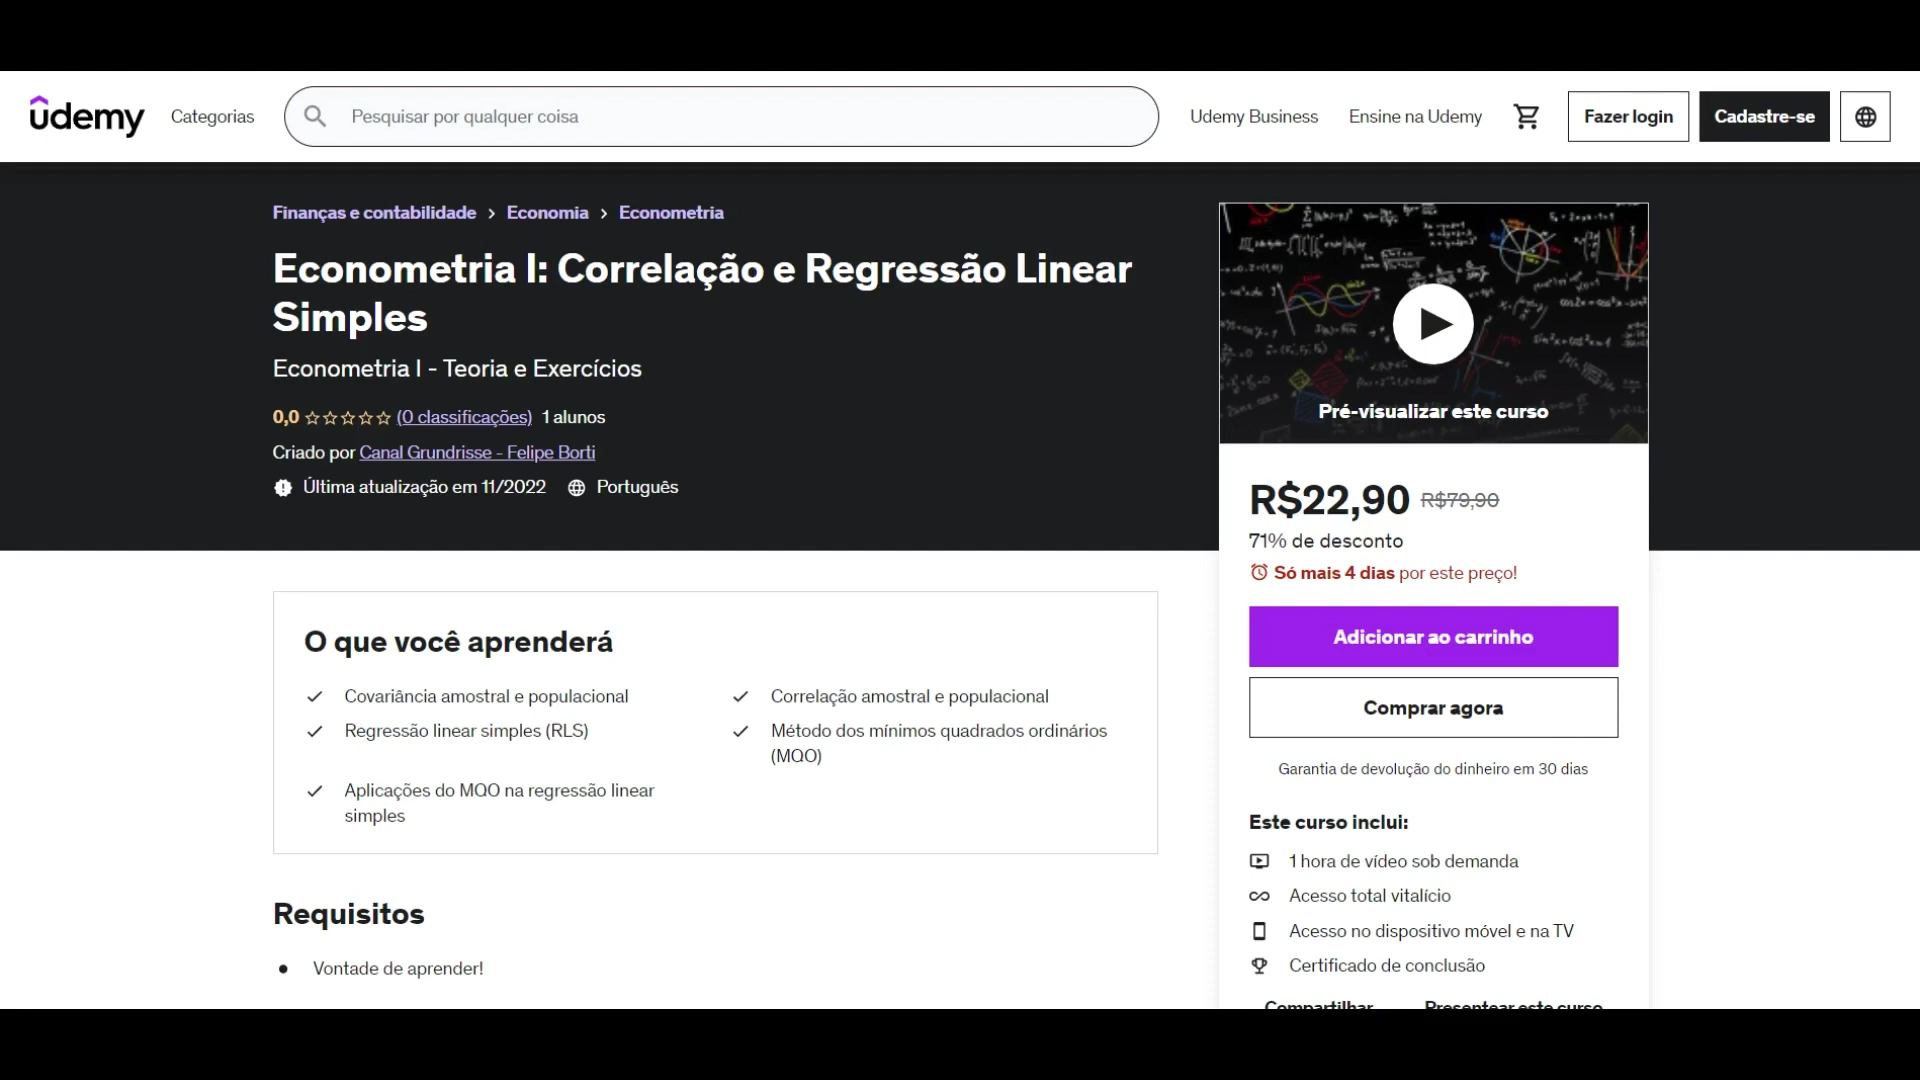 udemy
Categorias
Pesquisar por qualquer coisa
Udemy Business
Ensine na Udemy
Fazer login
Cadastre-se
Finanças e contabilidade > Economia > Econometria
Econometria I: Correlação e Regressão Linear
Simples
Econometria I - Teoria e Exercícios
0,0 (0 classificações) 1 alunos
Criado por Canal Grundrisse - Felipe Borti
Última atualização em 11/2022 Português
Pré-visualizar este curso
R$22,90 R$79,90
71% de desconto
Só mais 4 dias por este preço!
Adicionar ao carrinho
Comprar agora
Garantia de devolução do dinheiro em 30 dias
Este curso inclui:
1 hora de vídeo sob demanda
Acesso total vitalício
Acesso no dispositivo móvel e na TV
Certificado de conclusão
Compartilhar
Presentear este curso
O que você aprenderá
Covariância amostral e populacional
Correlação amostral e populacional
Regressão linear simples (RLS)
Método dos mínimos quadrados ordinários
(MQO)
Aplicações do MQO na regressão linear
simples
Requisitos
Vontade de aprender!